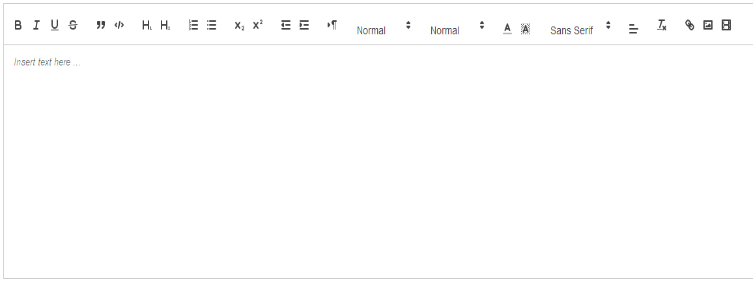 B I U S H₁ H₂ X₂ X² Normal Normal A A Sans Serif Tx
Insert text here ...